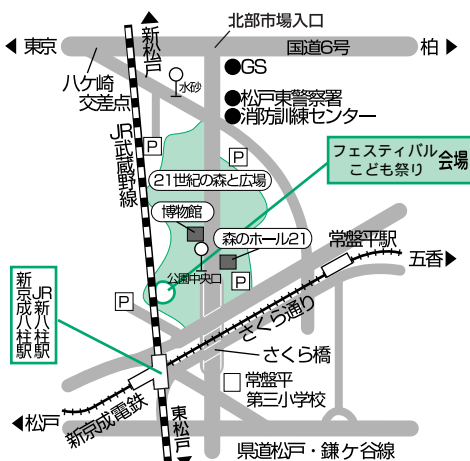 北部市場入口
新松戸
東京
国道6号
柏
GS
水砂
八ケ崎
交差点
松戸東警察署
消防訓練センター
JR武蔵野線
P
P
フェスティバル
こども祭り
会場
21世紀の森と広場
博物館
森のホール21
常盤平駅
五香
公園中央口
P
P
新京成八柱駅
JR新八柱駅
さくら通り
さくら橋
常盤平
第三小学校
新京成電鉄
松戸
東松戸
県道松戸・鎌ケ谷線